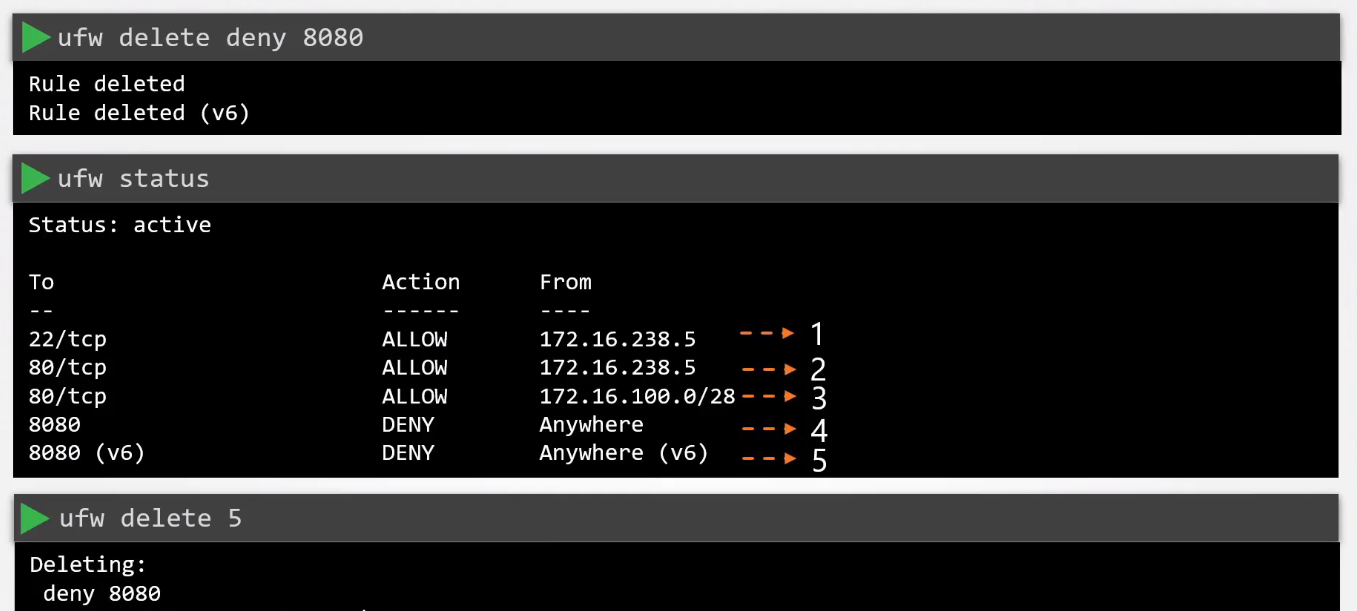 ufw delete deny 8080
Rule deleted
Rule deleted (v6)
ufw status
Status: active
To Action From
-- ------ ----
22/tcp ALLOW 172.16.238.5 1
80/tcp ALLOW 172.16.238.5 2
80/tcp ALLOW 172.16.100.0/28 3
8080 DENY Anywhere 4
8080 (v6) DENY Anywhere (v6) 5
ufw delete 5
Deleting:
deny 8080